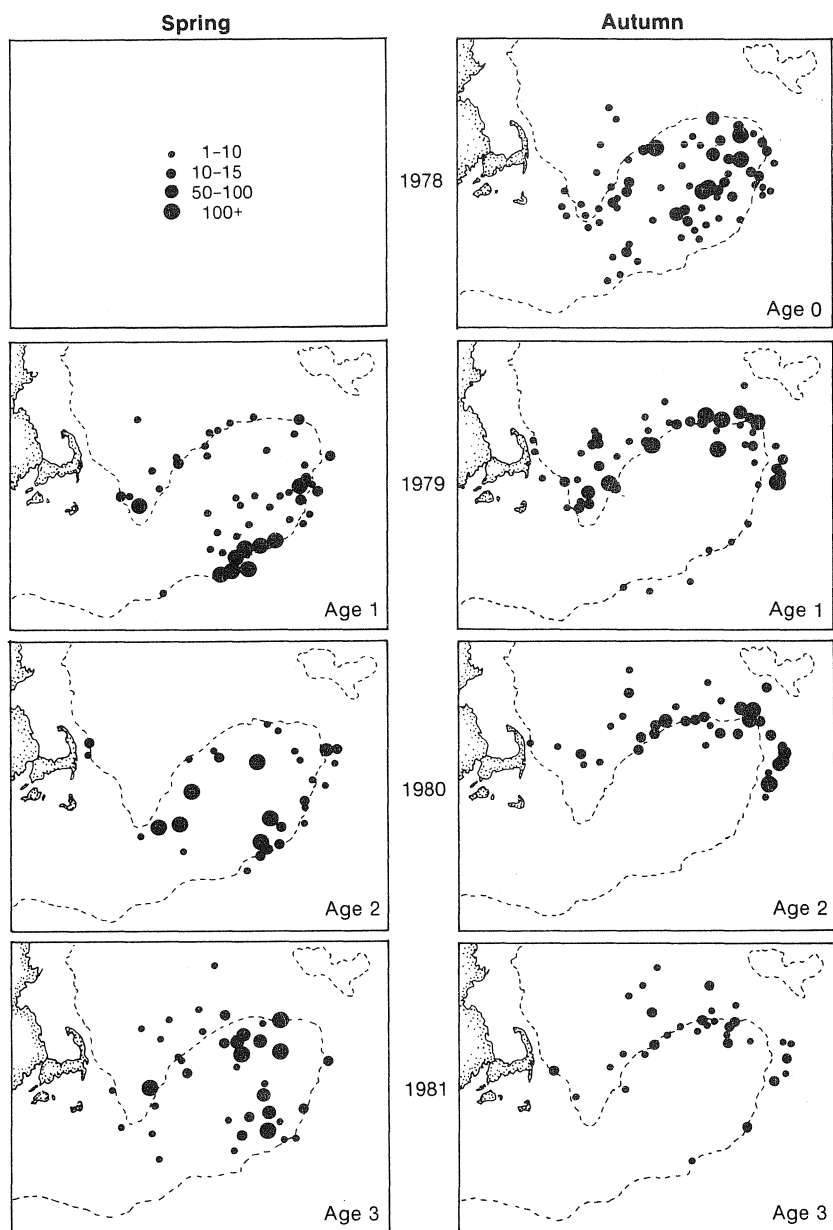 Spring
Autumn
1–10
10–15
50–100
100+
1978
Age 0
Age 1
1979
Age 1
Age 2
1980
Age 2
Age 3
1981
Age 3